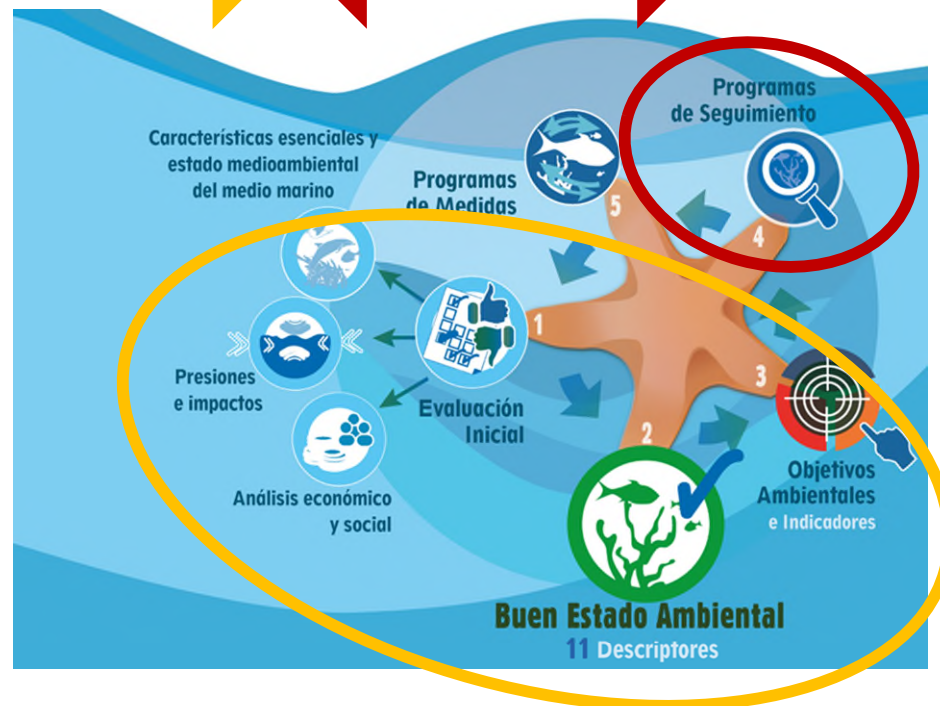 Programas
de Seguimiento
Características esenciales y
estado medioambiental
del medio marino
Programas
de Medidas
5
4
1
3
2
Presiones
e impactos
Evaluación
Inicial
Análisis económico
y social
Objetivos
Ambientales
e Indicadores
Buen Estado Ambiental
11 Descriptores